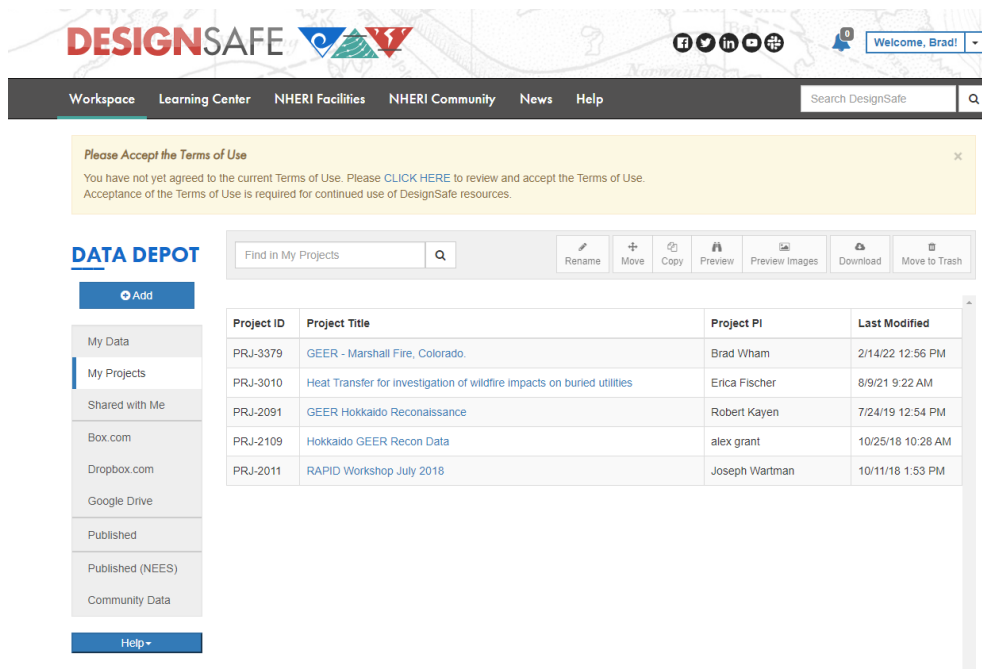 DESIGNSAFE
0
Welcome, Brad!
Workspace Learning Center NHERI Facilities NHERI Community News Help
Search DesignSafe
Please Accept the Terms of Use
×
You have not yet agreed to the current Terms of Use. Please CLICK HERE to review and accept the Terms of Use.
Acceptance of the Terms of Use is required for continued use of DesignSafe resources.
DATA DEPOT
Find in My Projects
Rename Move Copy Preview Preview Images Download Move to Trash
Add
My Data
My Projects
Shared with Me
Box.com
Dropbox.com
Google Drive
Published
Published (NEES)
Community Data
Help
Project ID Project Title Project PI Last Modified
PRJ-3379 GEER - Marshall Fire, Colorado. Brad Wham 2/14/22 12:56 PM
PRJ-3010 Heat Transfer for investigation of wildfire impacts on buried utilities Erica Fischer 8/9/21 9:22 AM
PRJ-2091 GEER Hokkaido Reconaissance Robert Kayen 7/24/19 12:54 PM
PRJ-2109 Hokkaido GEER Recon Data alex grant 10/25/18 10:28 AM
PRJ-2011 RAPID Workshop July 2018 Joseph Wartman 10/11/18 1:53 PM